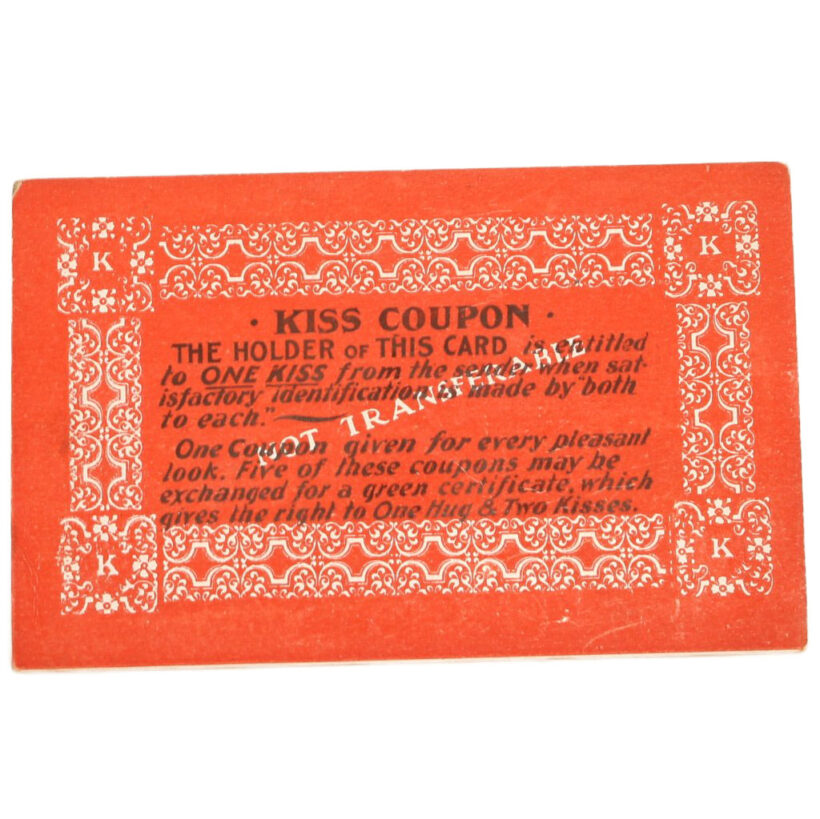 K K
· KISS COUPON ·
THE HOLDER OF THIS CARD is entitled
to ONE KISS from the sender when sat-
isfactory identification is made by "both
to each."
NOT TRANSFERABLE
One Coupon given for every pleasant
look. Five of these coupons may be
exchanged for a green certificate, which
gives the right to One Hug & Two Kisses.
K K